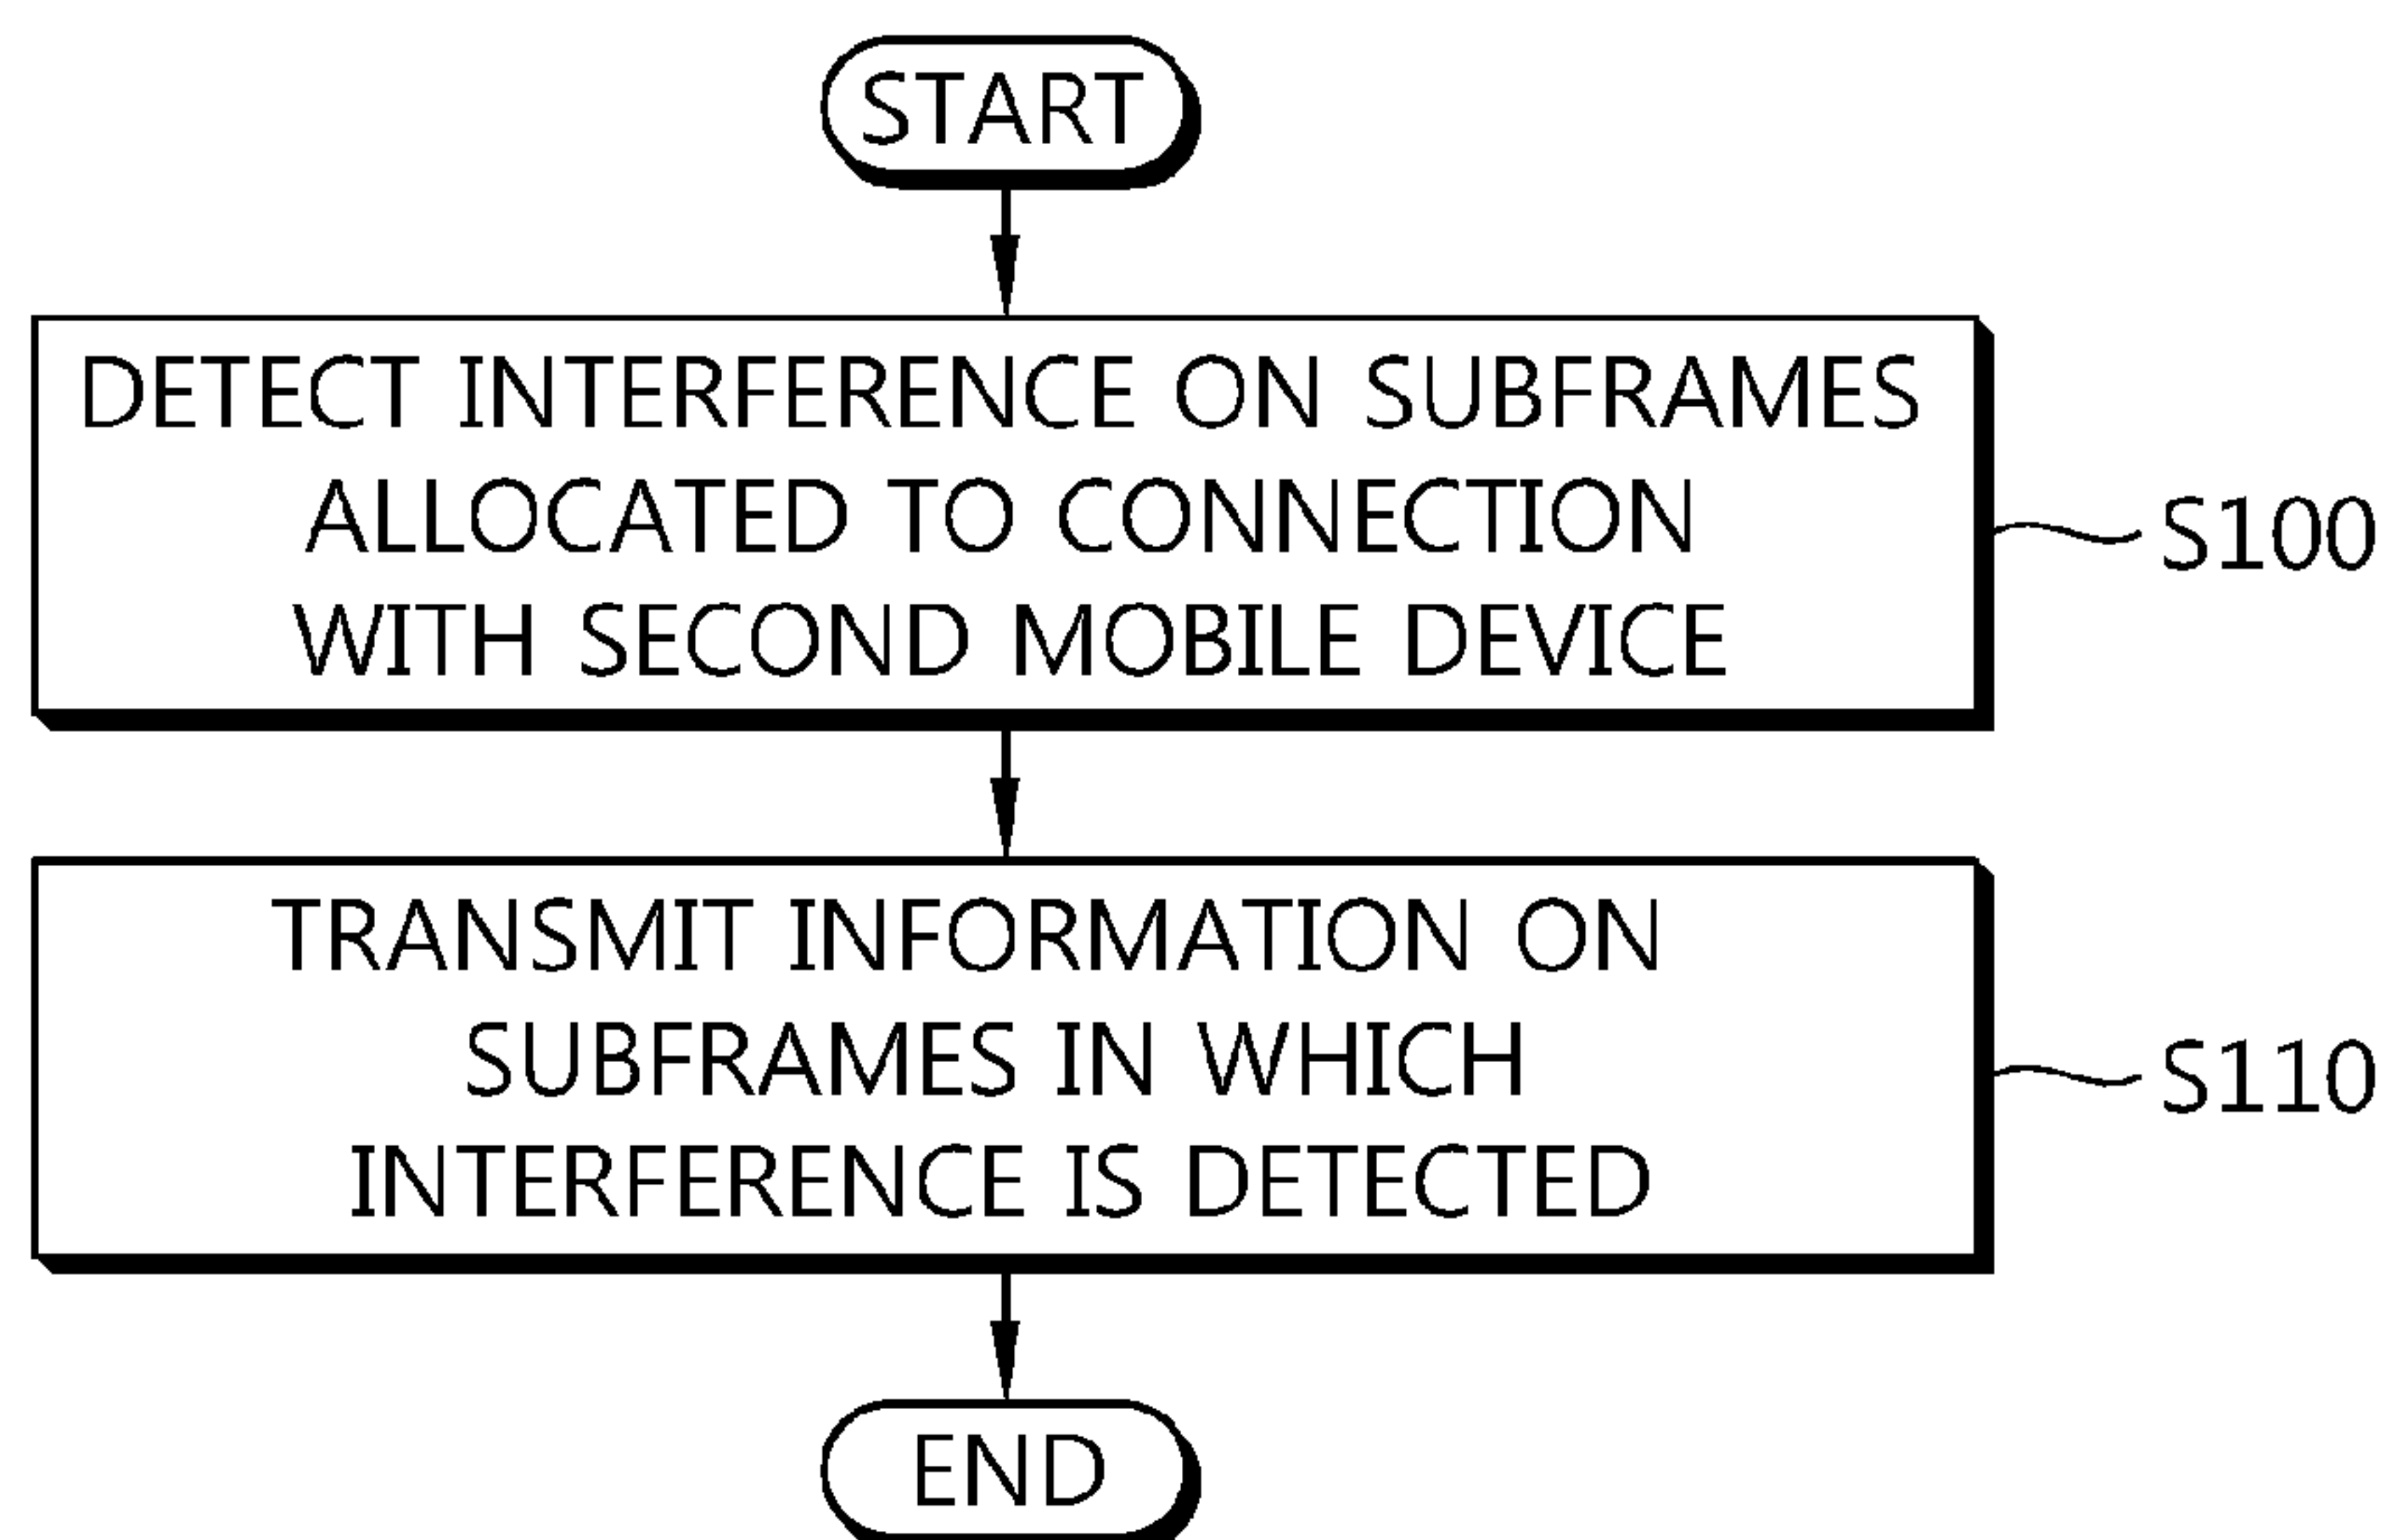 START
DETECT INTERFERENCE ON SUBFRAMES
ALLOCATED TO CONNECTION
WITH SECOND MOBILE DEVICE
S100
TRANSMIT INFORMATION ON
SUBFRAMES IN WHICH
INTERFERENCE IS DETECTED
S110
END